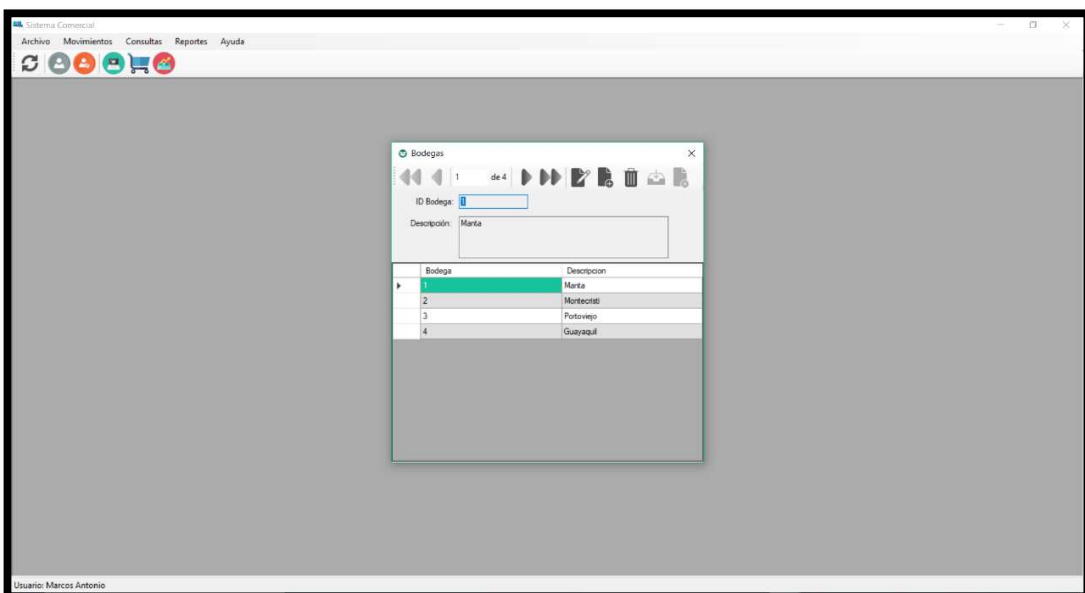 Sistema Comercial
Archivo Movimientos Consultas Reportes Ayuda
Bodegas
1 de 4
ID Bodega: 1
Descripción: Manta
Bodega Descripcion
1 Manta
2 Montecristi
3 Portoviejo
4 Guayaquil
Usuario: Marcos Antonio